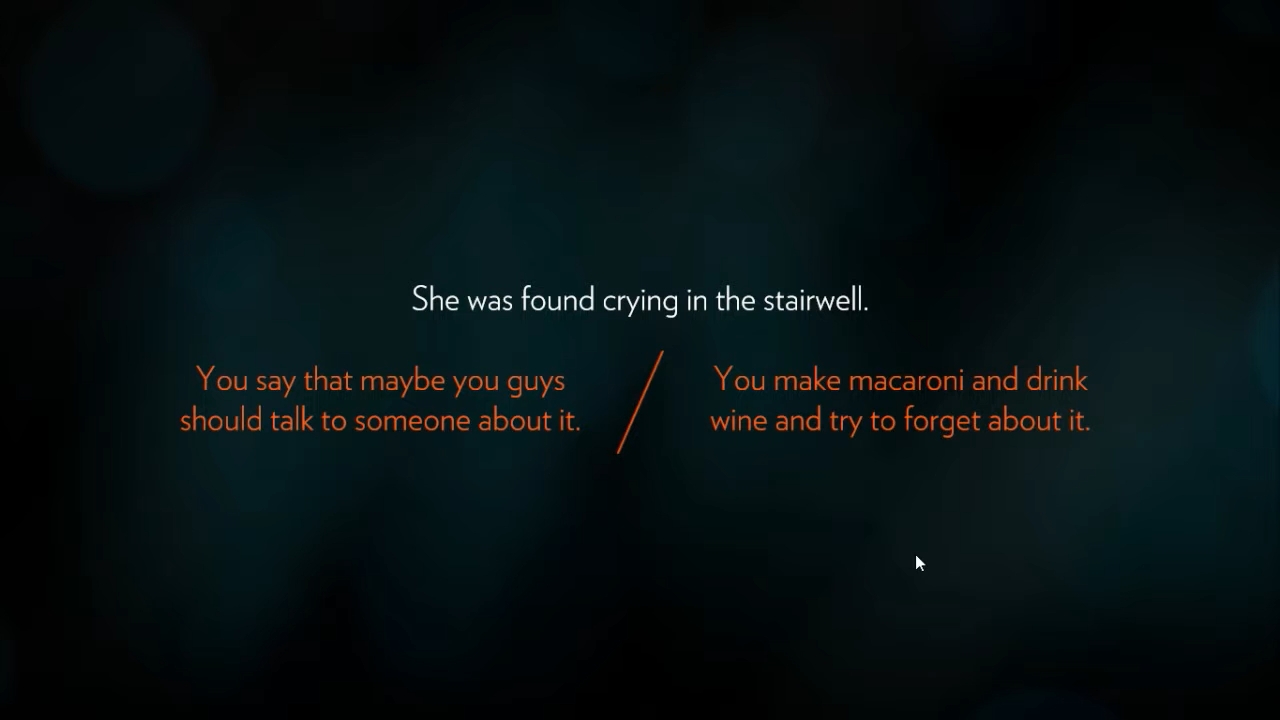 She was found crying in the stairwell.
You say that maybe you guys
should talk to someone about it.
You make macaroni and drink
wine and try to forget about it.